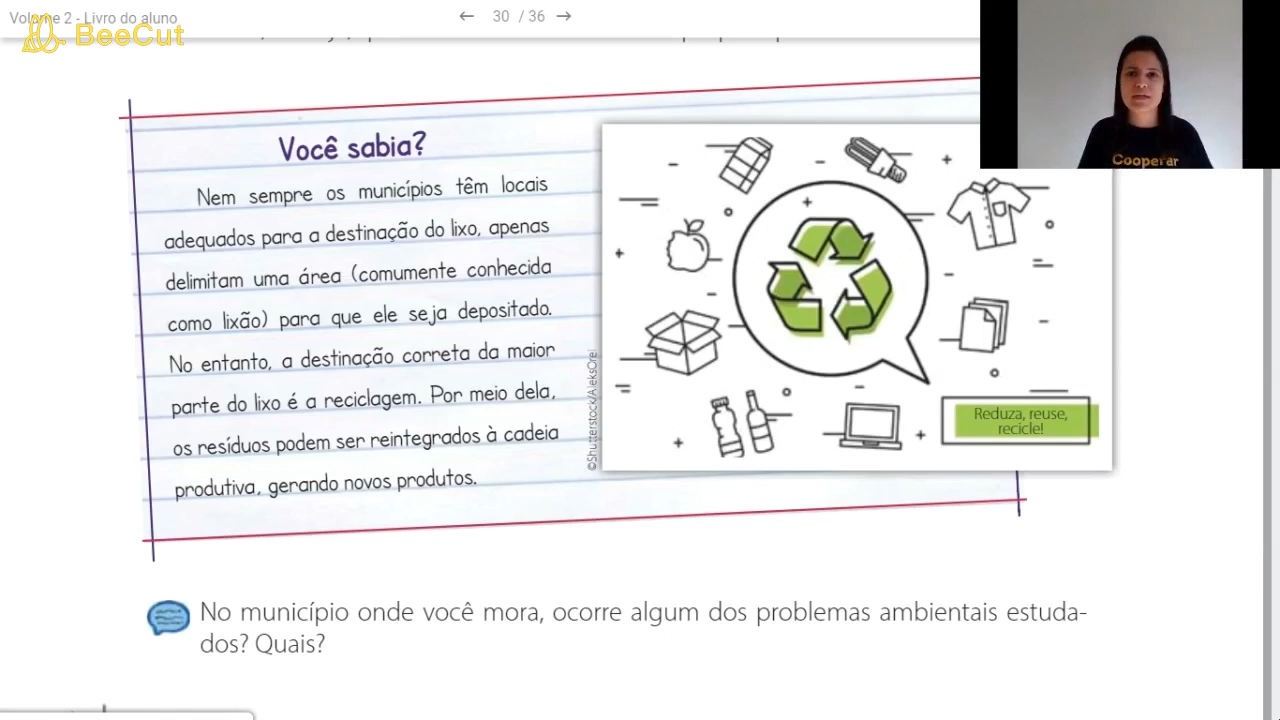 Volume 2 - Livro do aluno
30 / 36
BeeCut
Cooperar
Você sabia?
Nem sempre os municípios têm locais
adequados para a destinação do lixo, apenas
delimitam uma área (comumente conhecida
como lixão) para que ele seja depositado.
No entanto, a destinação correta da maior
parte do lixo é a reciclagem. Por meio dela,
os resíduos podem ser reintegrados à cadeia
produtiva, gerando novos produtos.
©Shutterstock/AleksOrel
Reduza, reuse,
recicle!
No município onde você mora, ocorre algum dos problemas ambientais estuda-
dos? Quais?